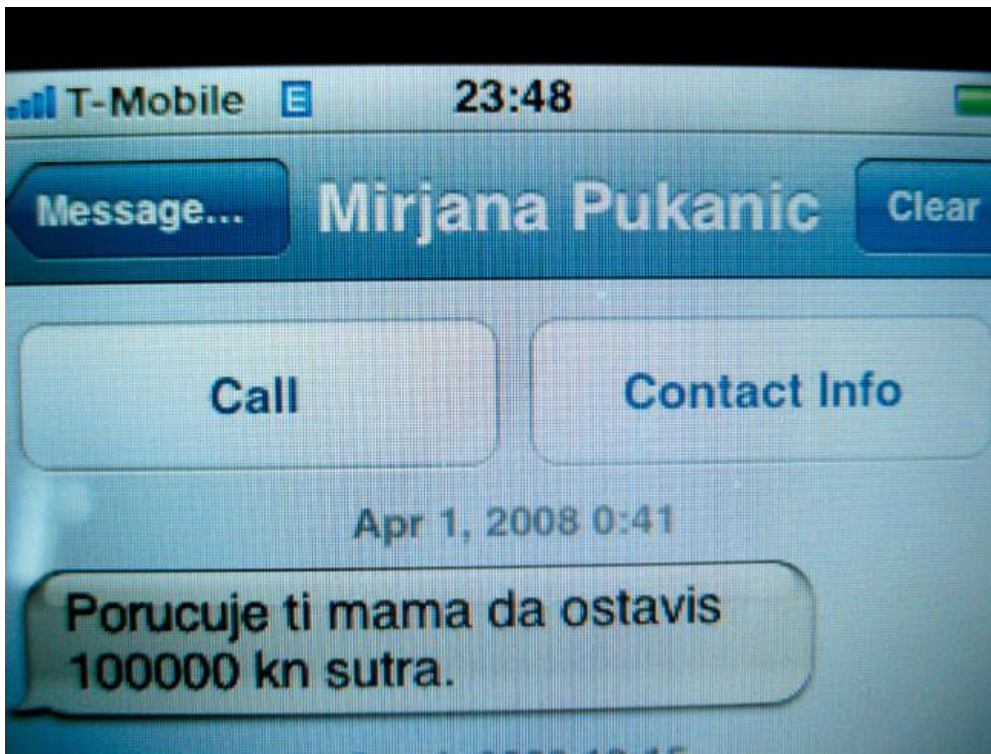 T-Mobile E 23:48
Message... Mirjana Pukanic Clear
Call Contact Info
Apr 1, 2008 0:41
Porucuje ti mama da ostavis
100000 kn sutra.